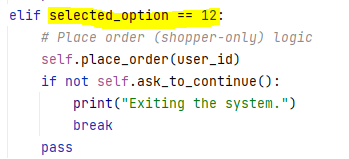 elif selected_option == 12:
# Place order (shopper-only) logic
self.place_order(user_id)
if not self.ask_to_continue():
print("Exiting the system.")
break
pass